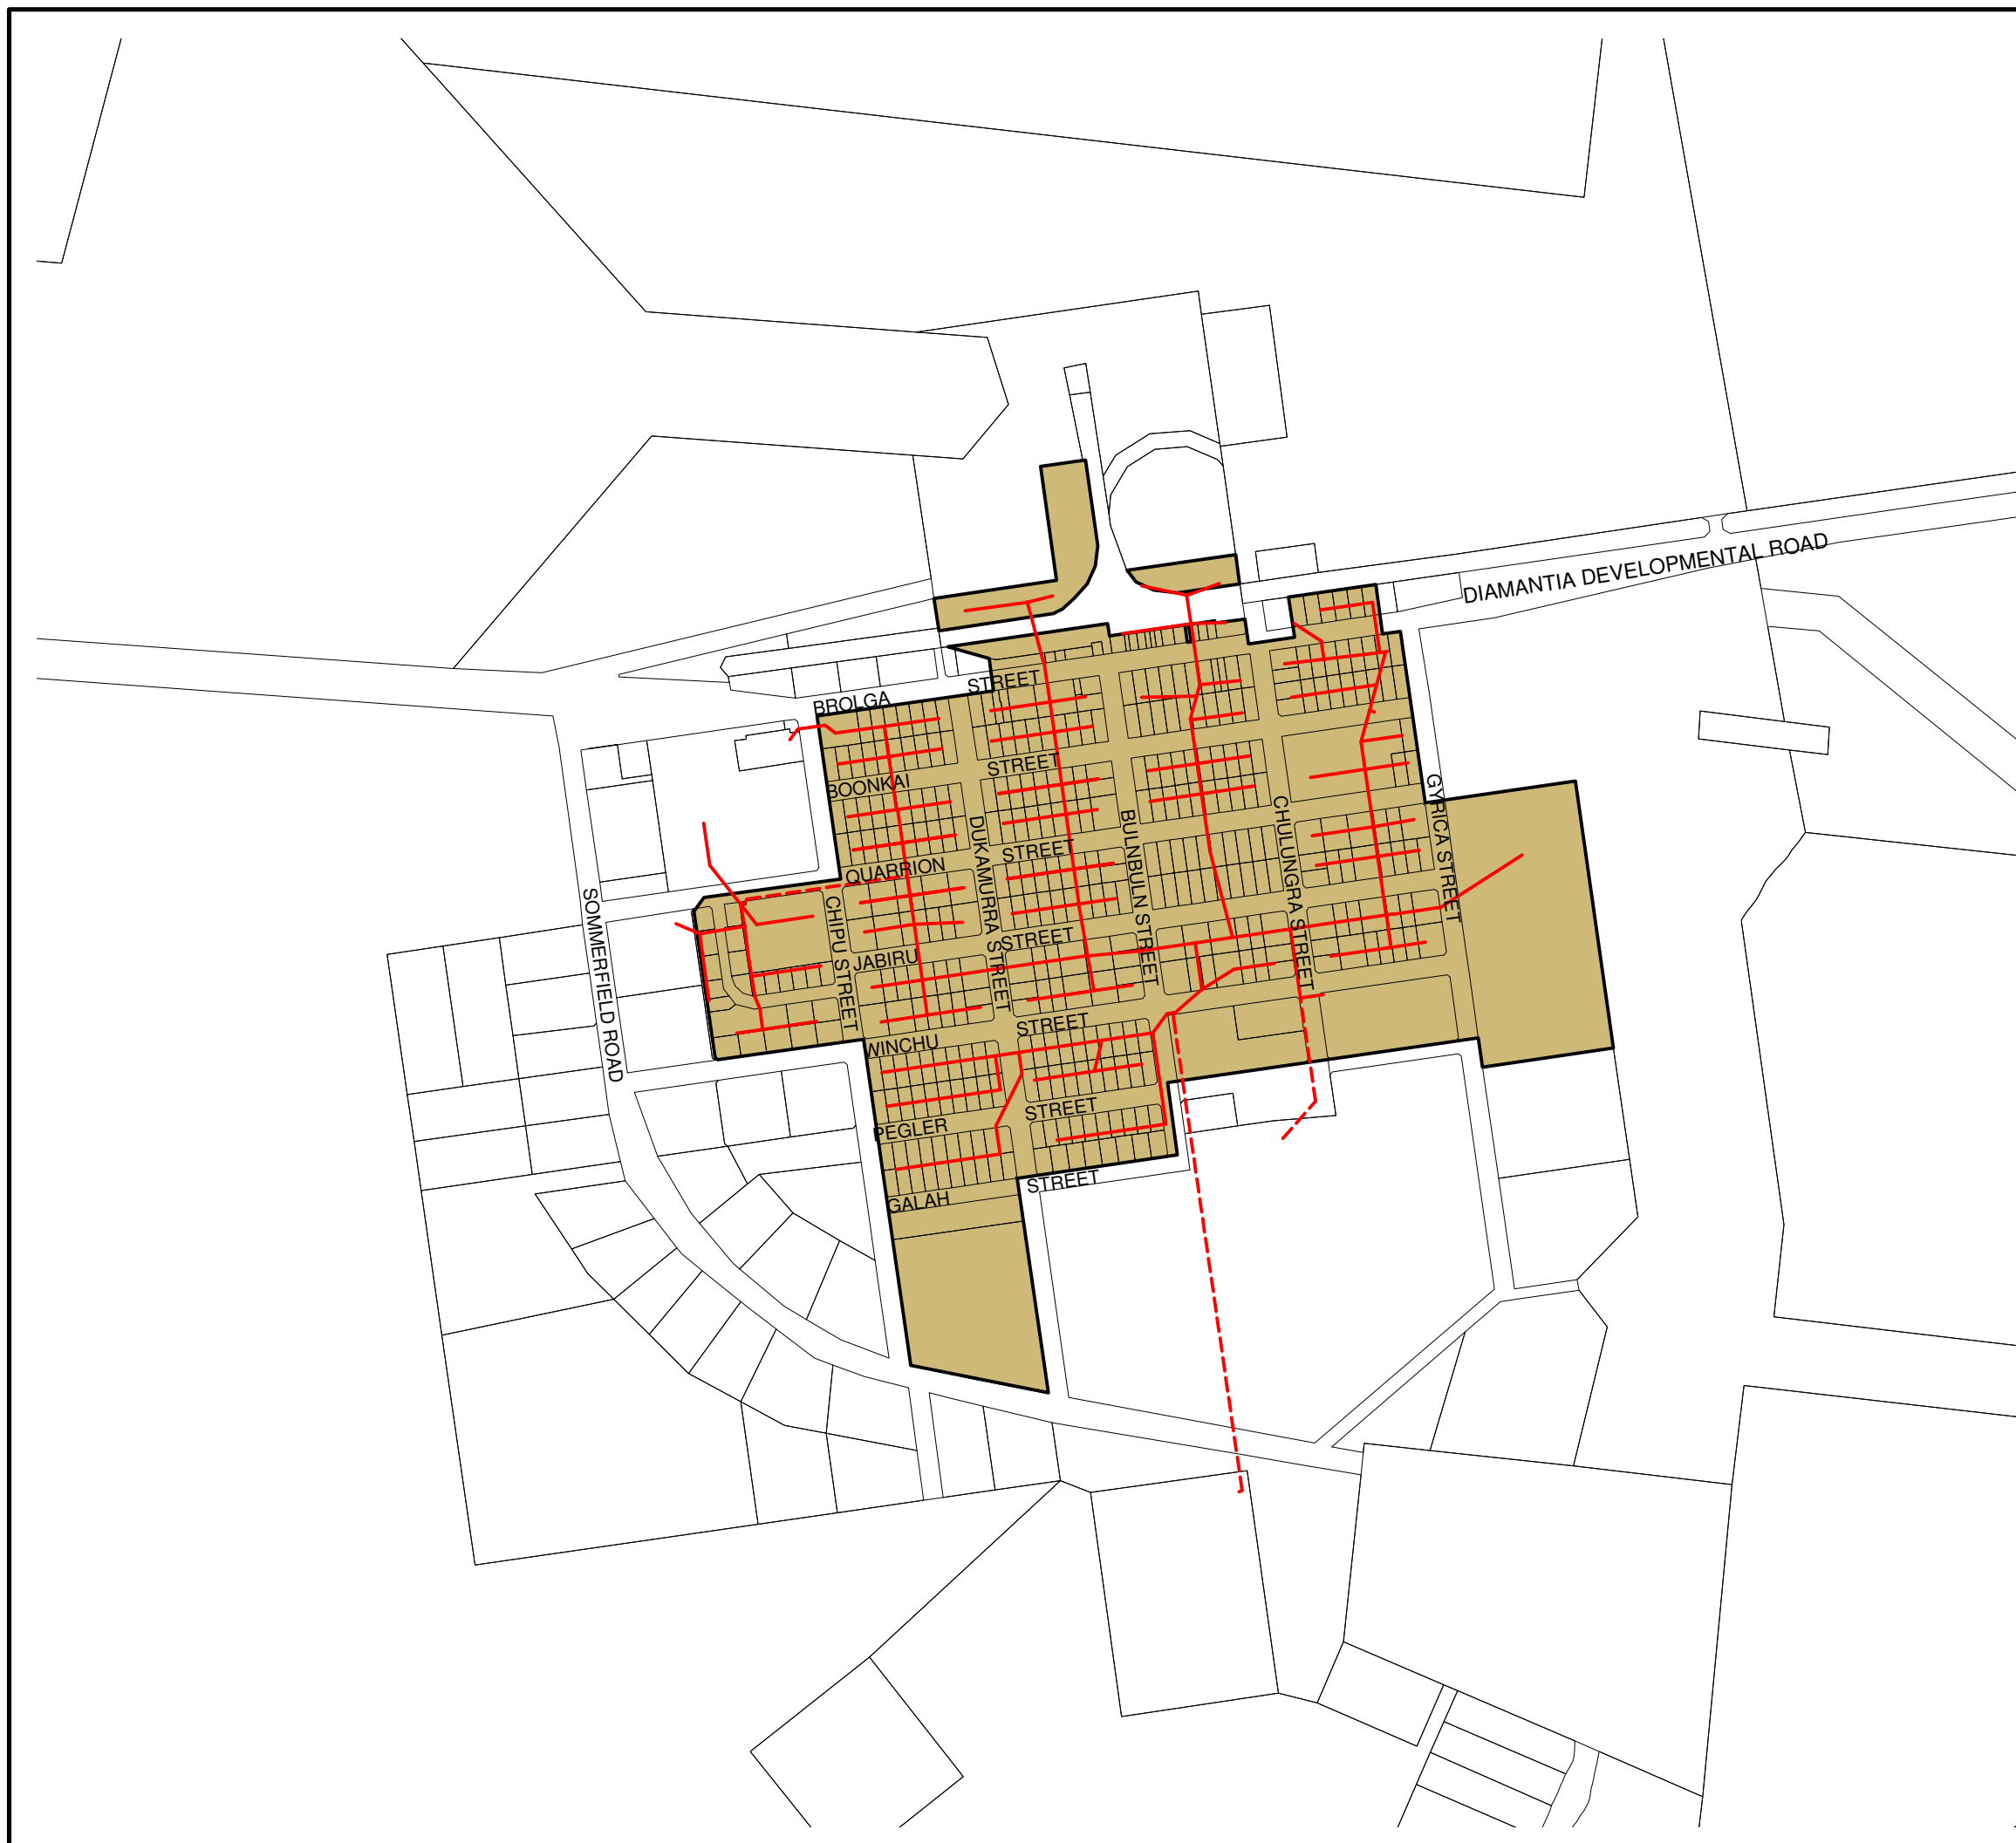 DIAMANTIA DEVELOPMENTAL ROAD
BROLGA STREET
BOONKAI STREET
QUARRION STREET
JABIRU STREET
WINCHU STREET
PEGLER STREET
GALAH STREET
SOMMERFIELD ROAD
CHIPU STREET
DUKAMURRA STREET
BULNBULN STREET
CHULUNGRA STREET
GYRICA STREET